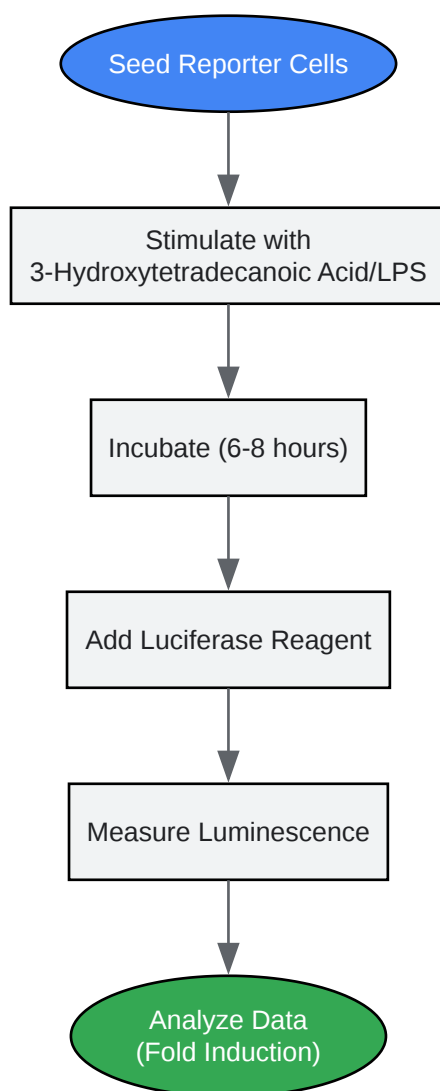 Seed Reporter Cells
Stimulate with
3-Hydroxytetradecanoic Acid/LPS
Incubate (6-8 hours)
Add Luciferase Reagent
Measure Luminescence
Analyze Data
(Fold Induction)